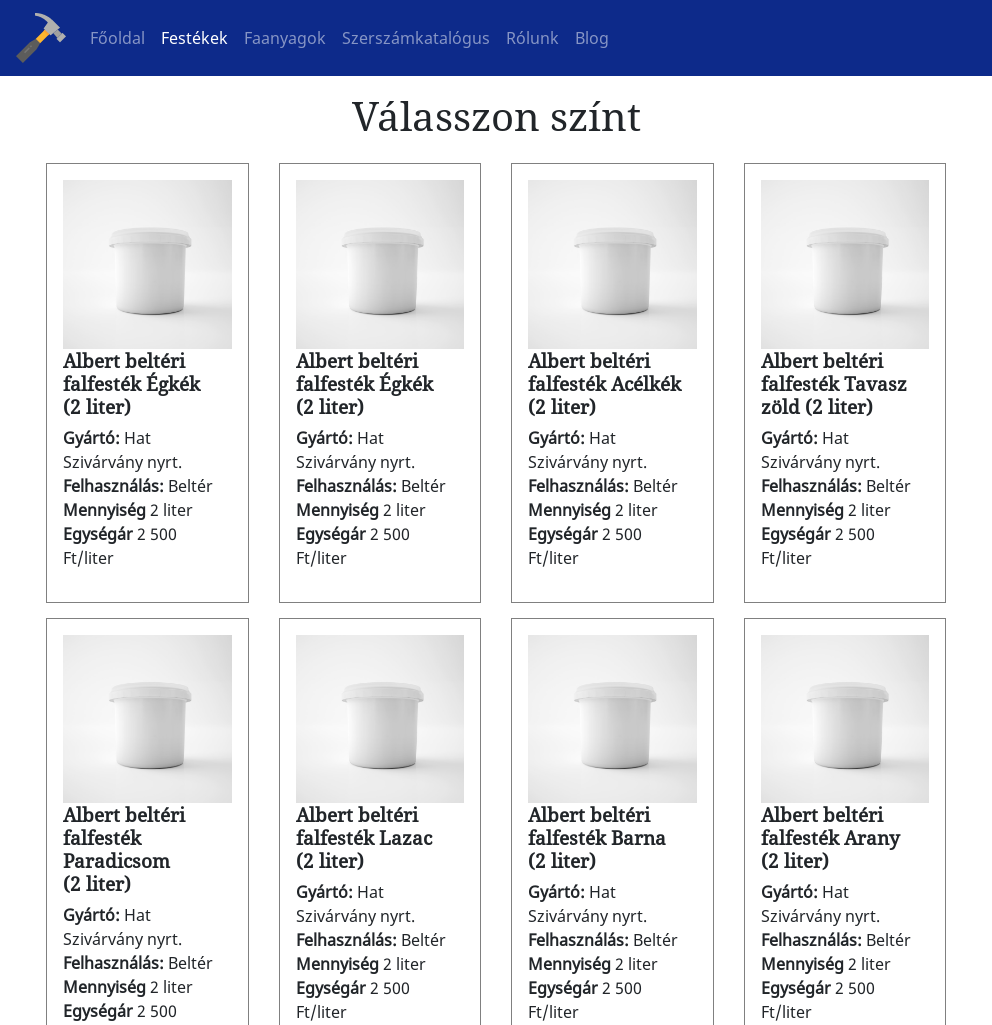 Főoldal Festékek Faanyagok Szerszámkatalógus Rólunk Blog
Válasszon színt
Albert beltéri
falfesték Égkék
(2 liter)
Gyártó: Hat
Szivárvány nyrt.
Felhasználás: Beltér
Mennyiség 2 liter
Egységár 2 500
Ft/liter
Albert beltéri
falfesték Égkék
(2 liter)
Gyártó: Hat
Szivárvány nyrt.
Felhasználás: Beltér
Mennyiség 2 liter
Egységár 2 500
Ft/liter
Albert beltéri
falfesték Acélkék
(2 liter)
Gyártó: Hat
Szivárvány nyrt.
Felhasználás: Beltér
Mennyiség 2 liter
Egységár 2 500
Ft/liter
Albert beltéri
falfesték Tavasz
zöld (2 liter)
Gyártó: Hat
Szivárvány nyrt.
Felhasználás: Beltér
Mennyiség 2 liter
Egységár 2 500
Ft/liter
Albert beltéri
falfesték
Paradicsom
(2 liter)
Gyártó: Hat
Szivárvány nyrt.
Felhasználás: Beltér
Mennyiség 2 liter
Egységár 2 500
Albert beltéri
falfesték Lazac
(2 liter)
Gyártó: Hat
Szivárvány nyrt.
Felhasználás: Beltér
Mennyiség 2 liter
Egységár 2 500
Ft/liter
Albert beltéri
falfesték Barna
(2 liter)
Gyártó: Hat
Szivárvány nyrt.
Felhasználás: Beltér
Mennyiség 2 liter
Egységár 2 500
Ft/liter
Albert beltéri
falfesték Arany
(2 liter)
Gyártó: Hat
Szivárvány nyrt.
Felhasználás: Beltér
Mennyiség 2 liter
Egységár 2 500
Ft/liter